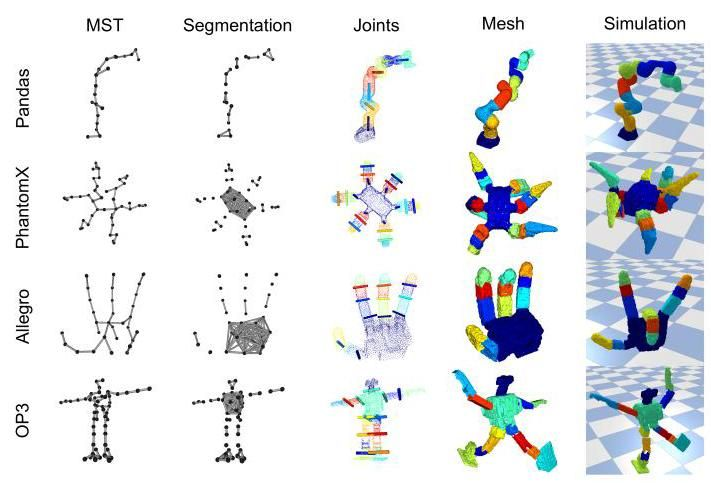 MST Segmentation Joints Mesh Simulation
Pandas
PhantomX
Allegro
OP3